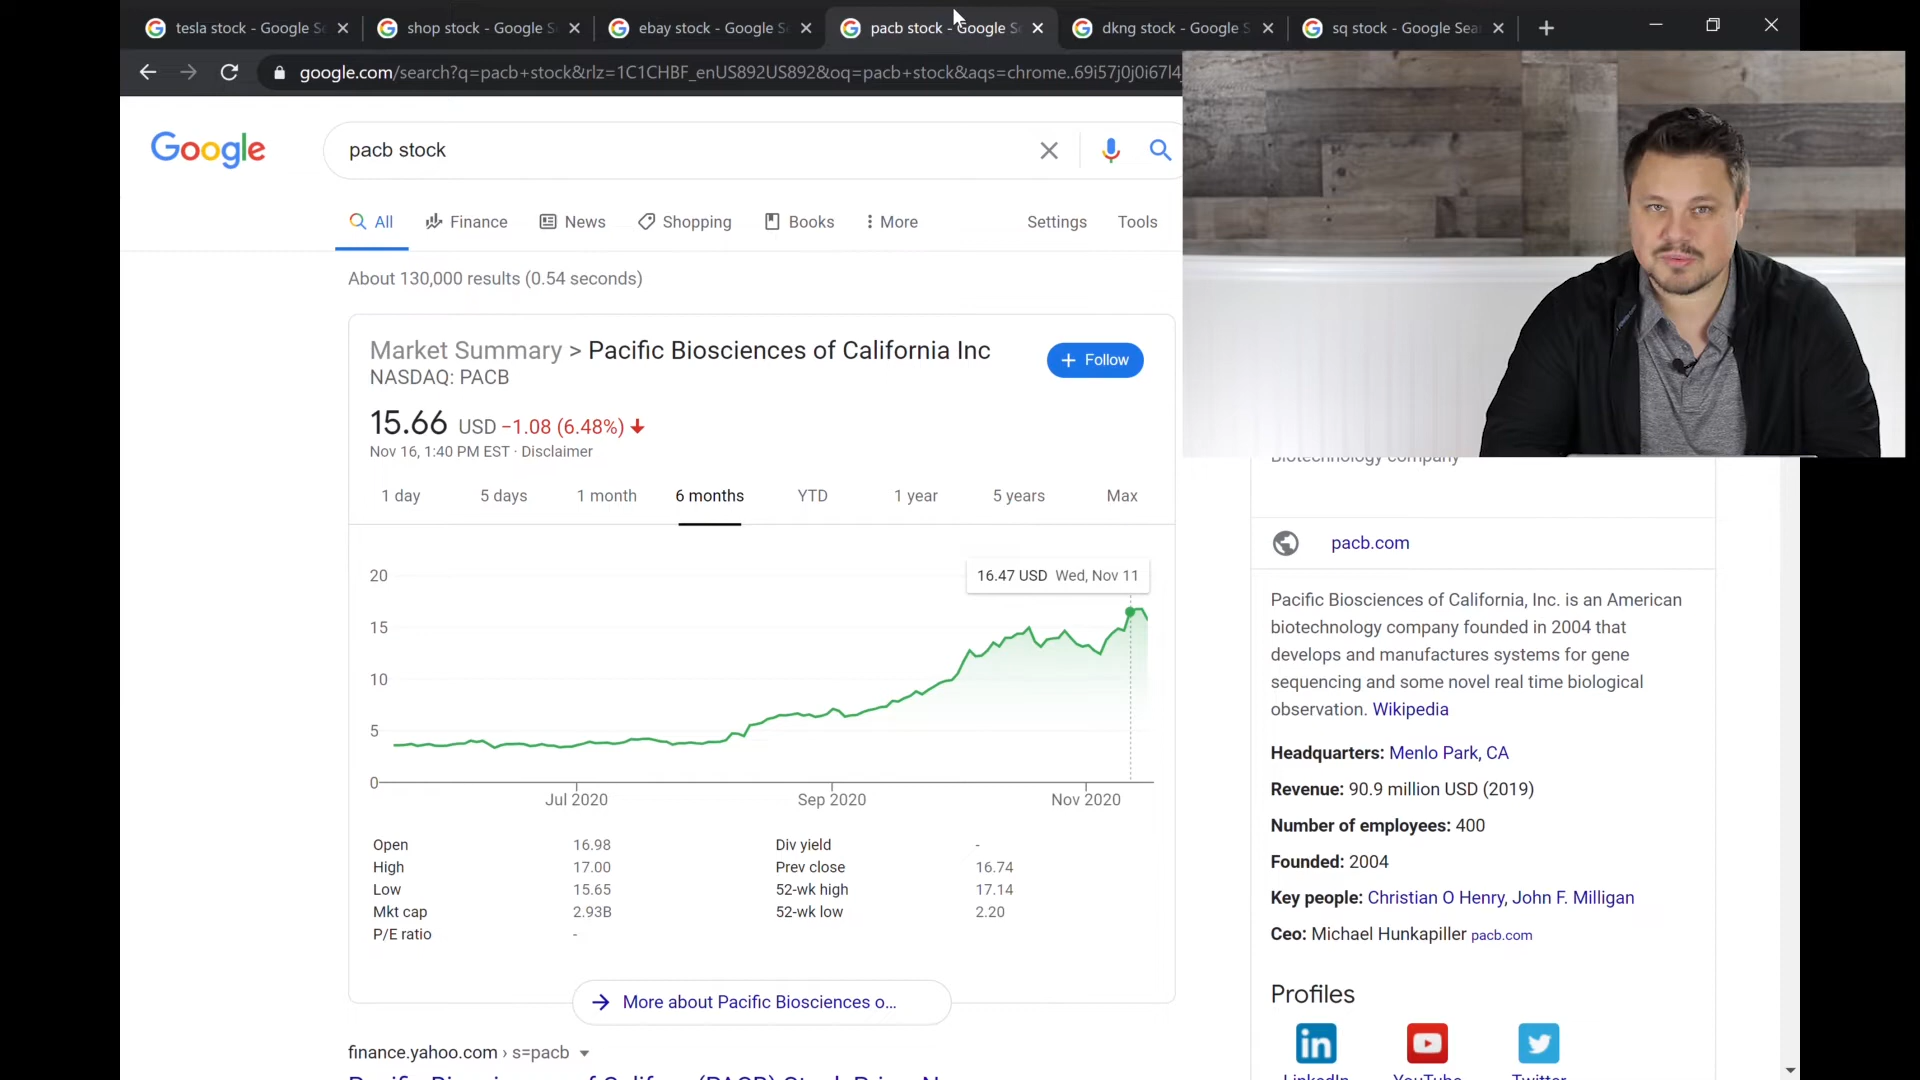 tesla stock - Google Se
shop stock - Google S
ebay stock - Google S
pacb stock - Google S
dkng stock - Google S
sq stock - Google Sea
google.com/search?q=pacb+stock&rlz=1C1CHBF_enUS892US892&oq=pacb+stock&aqs=chrome..69i57j0j0i67l4
Google
pacb stock
All
Finance
News
Shopping
Books
More
Settings
Tools
About 130,000 results (0.54 seconds)
Market Summary > Pacific Biosciences of California Inc
NASDAQ: PACB
+ Follow
15.66 USD −1.08 (6.48%)
Nov 16, 1:40 PM EST · Disclaimer
1 day 5 days 1 month 6 months YTD 1 year 5 years Max
16.47 USD Wed, Nov 11
20
15
10
5
0
Jul 2020 Sep 2020 Nov 2020
Open 16.98 Div yield -
High 17.00 Prev close 16.74
Low 15.65 52-wk high 17.14
Mkt cap 2.93B 52-wk low 2.20
P/E ratio -
More about Pacific Biosciences o...
finance.yahoo.com › s=pacb
Biotechnology company
pacb.com
Pacific Biosciences of California, Inc. is an American
biotechnology company founded in 2004 that
develops and manufactures systems for gene
sequencing and some novel real time biological
observation. Wikipedia
Headquarters: Menlo Park, CA
Revenue: 90.9 million USD (2019)
Number of employees: 400
Founded: 2004
Key people: Christian O Henry, John F. Milligan
Ceo: Michael Hunkapiller pacb.com
Profiles
in
LinkedIn YouTube Twitter